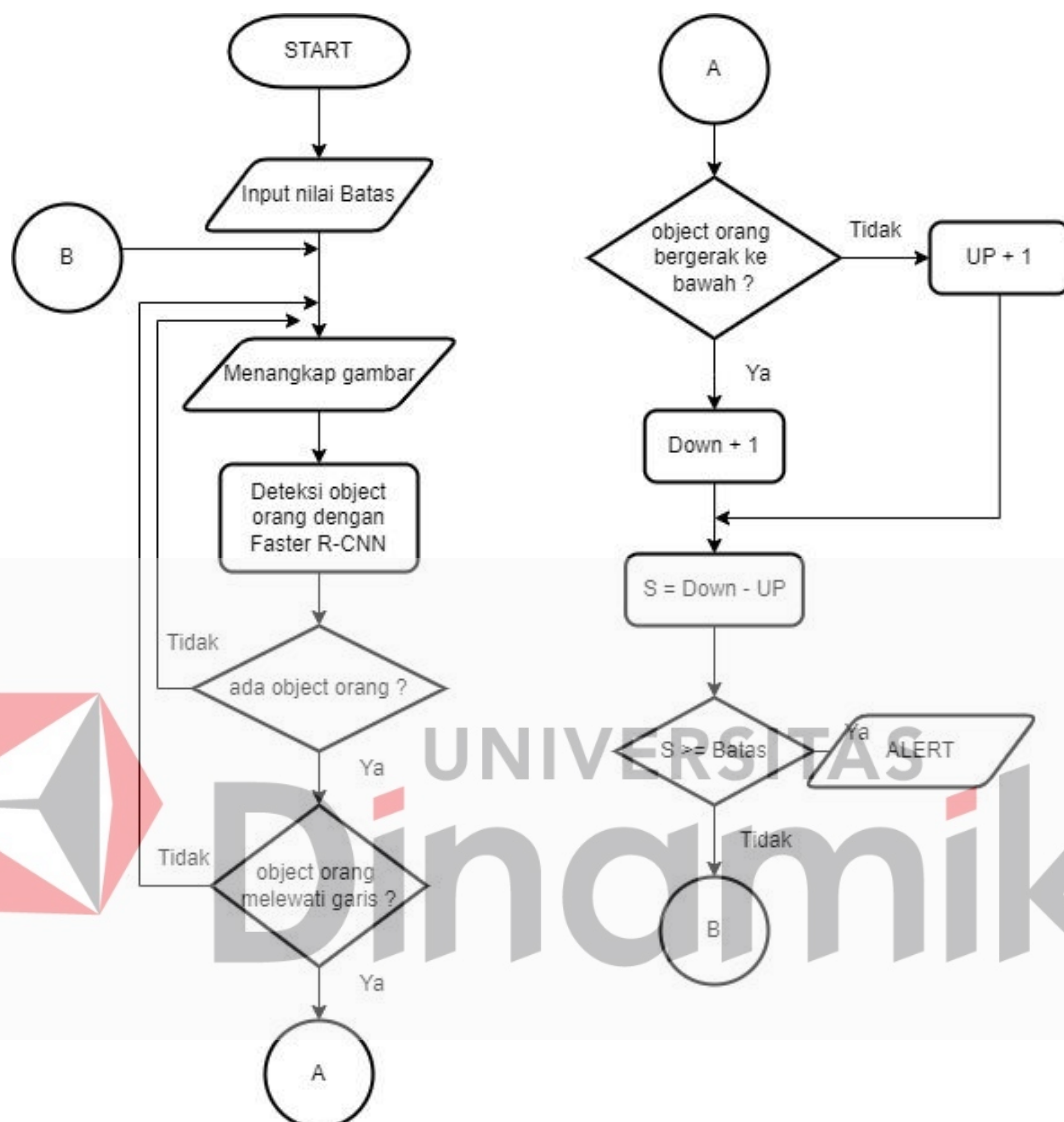 START
Input nilai Batas
B
Menangkap gambar
Deteksi object
orang dengan
Faster R-CNN
Tidak
ada object orang ?
Ya
Tidak
object orang
melewati garis ?
Ya
A
A
object orang
bergerak ke
bawah ?
Tidak
UP + 1
Ya
Down + 1
S = Down - UP
S >= Batas
Ya
ALERT
Tidak
B
UNIVERSITAS
Dinamik